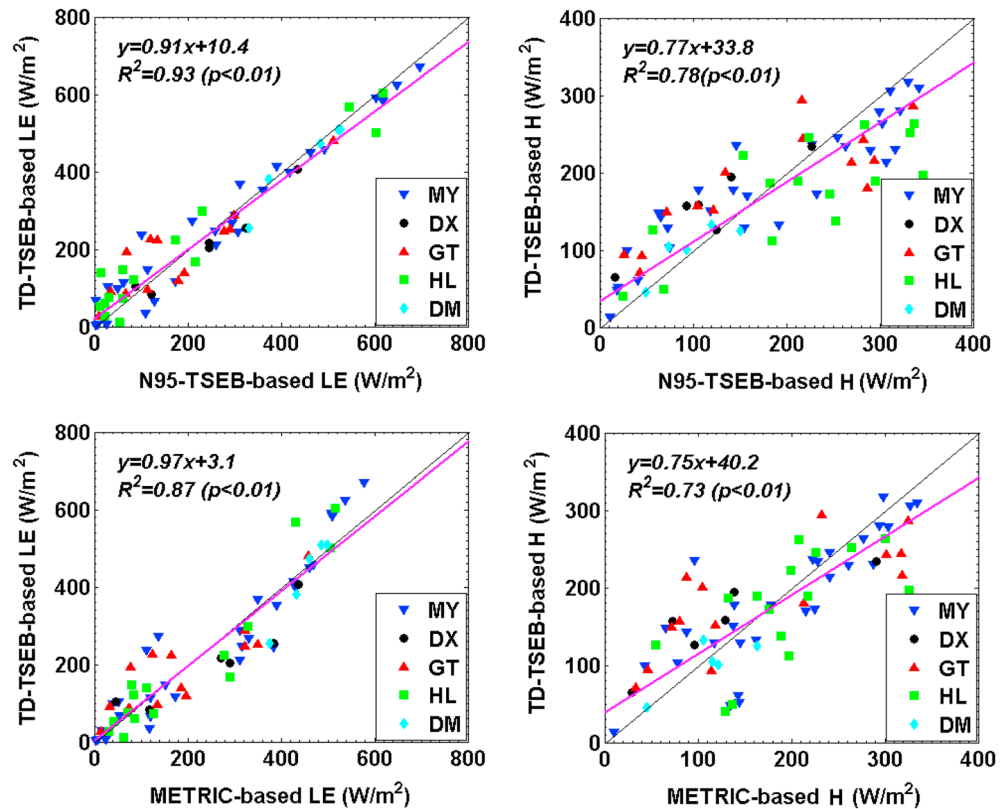 y=0.91x+10.4
R²=0.93 (p<0.01)
TD-TSEB-based LE (W/m²)
800
600
400
200
0
0 200 400 600 800
N95-TSEB-based LE (W/m²)
MY
DX
GT
HL
DM
y=0.77x+33.8
R²=0.78(p<0.01)
TD-TSEB-based H (W/m²)
400
300
200
100
0
0 100 200 300 400
N95-TSEB-based H (W/m²)
MY
DX
GT
HL
DM
y=0.97x+3.1
R²=0.87 (p<0.01)
TD-TSEB-based LE (W/m²)
800
600
400
200
0
0 200 400 600 800
METRIC-based LE (W/m²)
MY
DX
GT
HL
DM
y=0.75x+40.2
R²=0.73 (p<0.01)
TD-TSEB-based H (W/m²)
400
300
200
100
0
0 100 200 300 400
METRIC-based H (W/m²)
MY
DX
GT
HL
DM